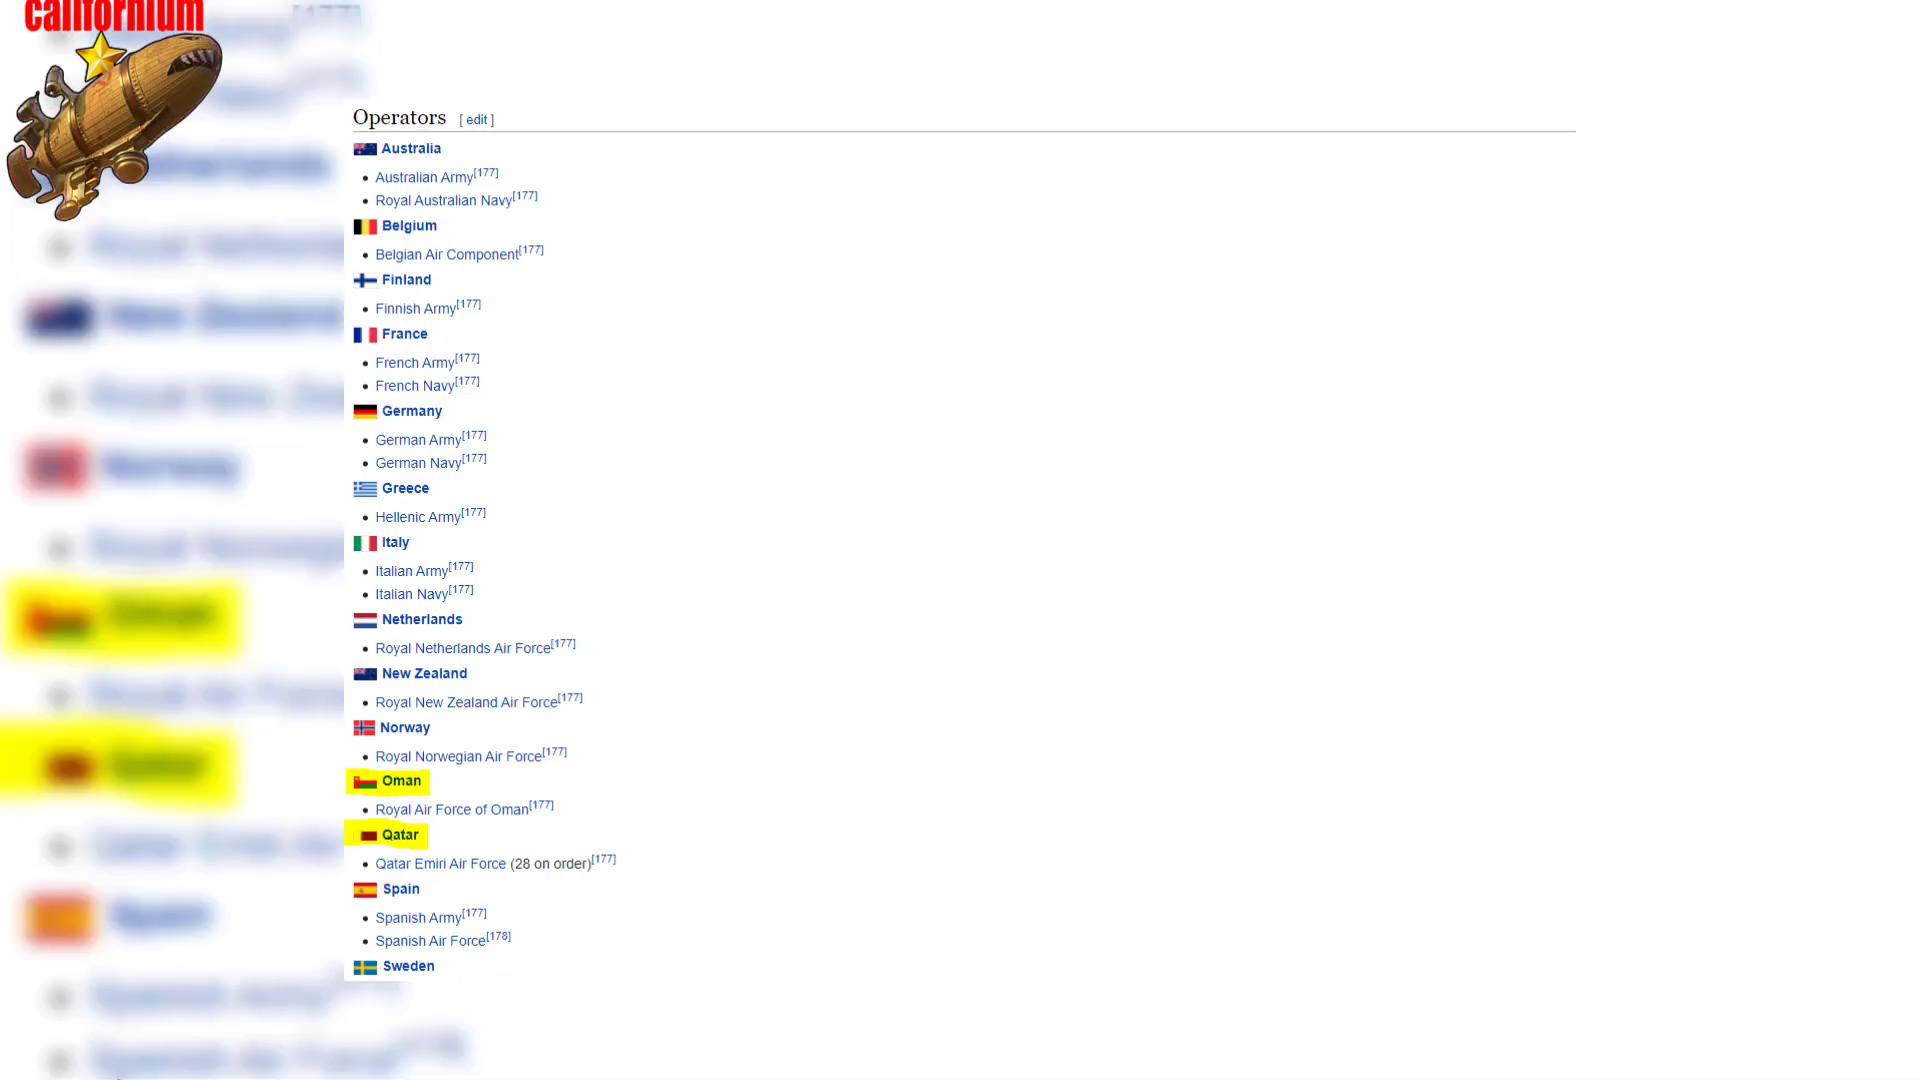 californium
Operators [ edit ]
Australia
• Australian Army[177]
• Royal Australian Navy[177]
Belgium
• Belgian Air Component[177]
Finland
• Finnish Army[177]
France
• French Army[177]
• French Navy[177]
Germany
• German Army[177]
• German Navy[177]
Greece
• Hellenic Army[177]
Italy
• Italian Army[177]
• Italian Navy[177]
Netherlands
• Royal Netherlands Air Force[177]
New Zealand
• Royal New Zealand Air Force[177]
Norway
• Royal Norwegian Air Force[177]
Oman
• Royal Air Force of Oman[177]
Qatar
• Qatar Emiri Air Force (28 on order)[177]
Spain
• Spanish Army[177]
• Spanish Air Force[178]
Sweden